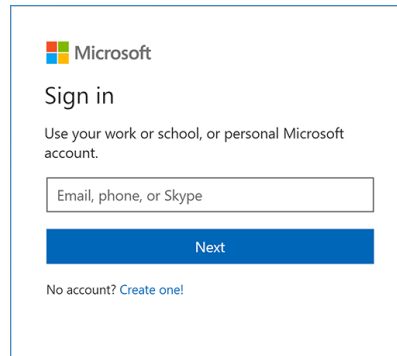 Microsoft
Sign in
Use your work or school, or personal Microsoft
account.
Email, phone, or Skype
Next
No account? Create one!